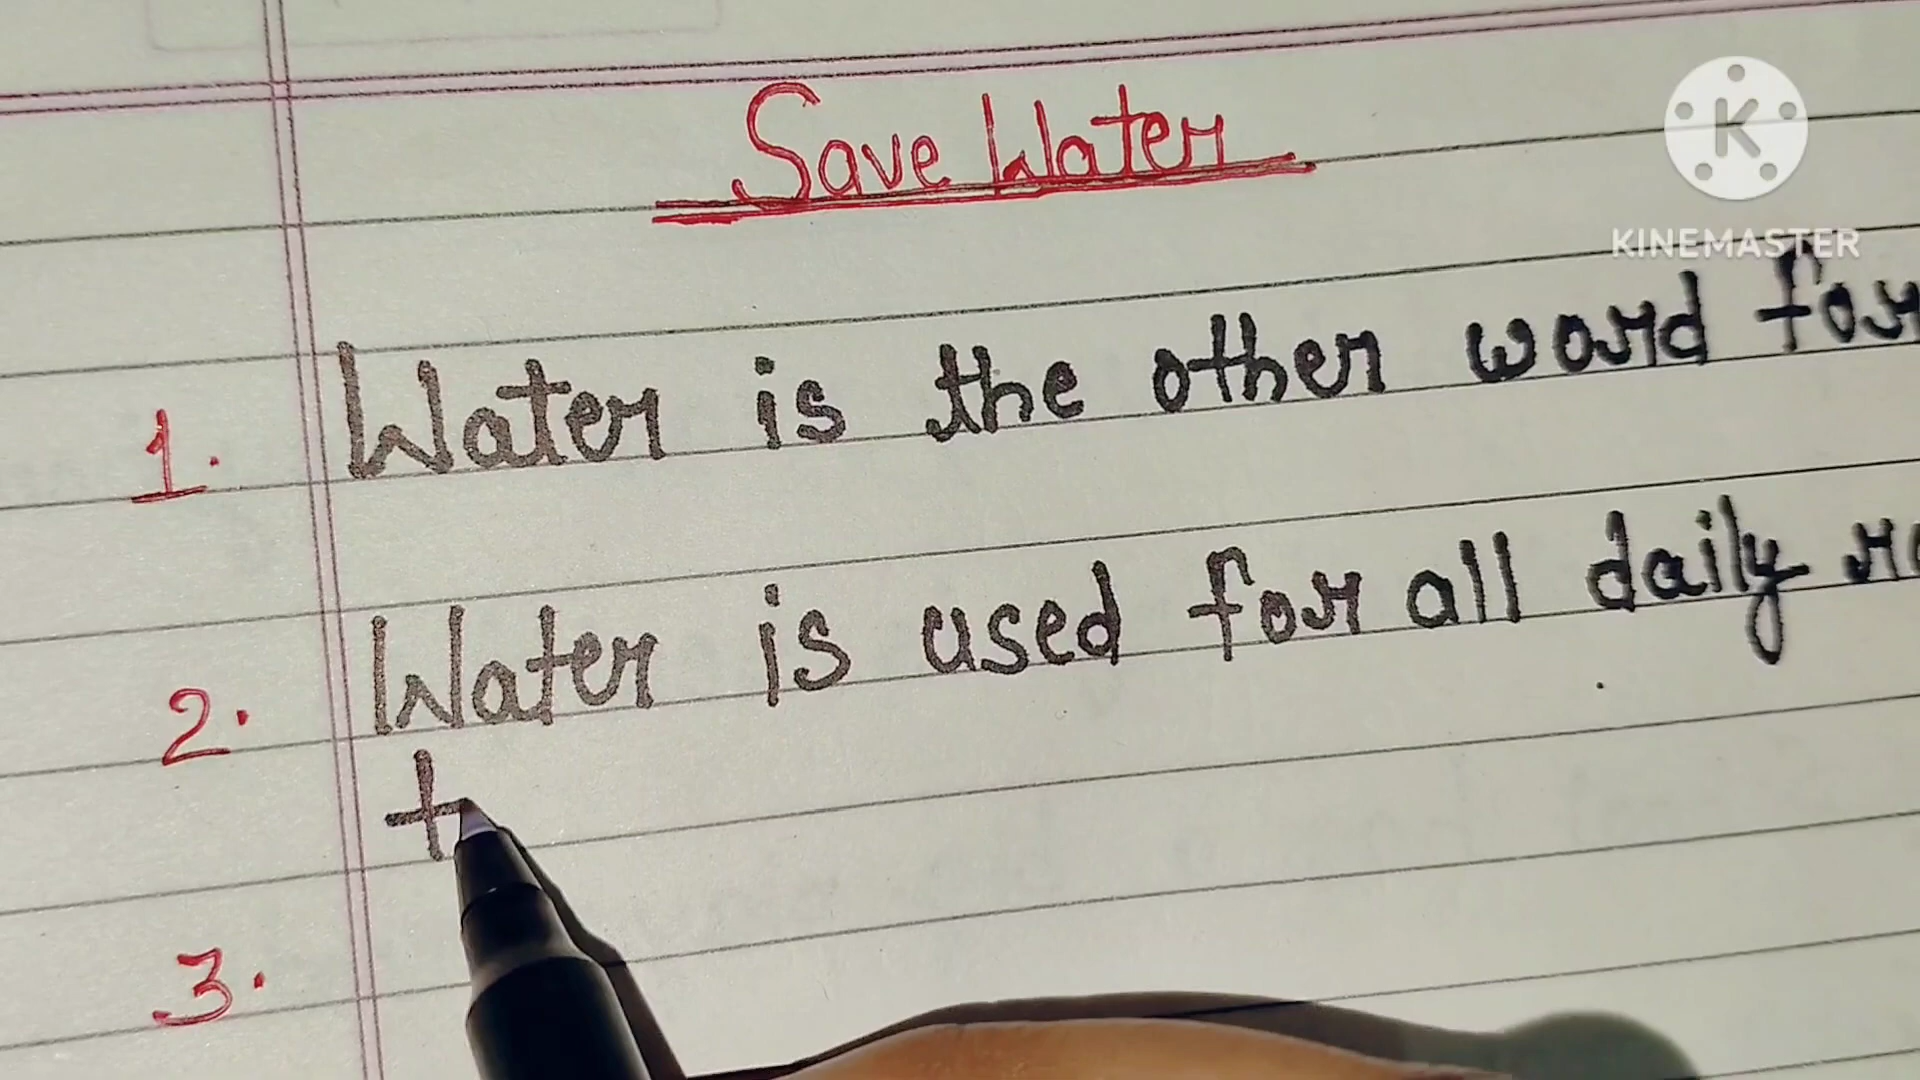 Save Water
KINEMASTER
1. Water is the other word for
2. Water is used for all daily
t
3.